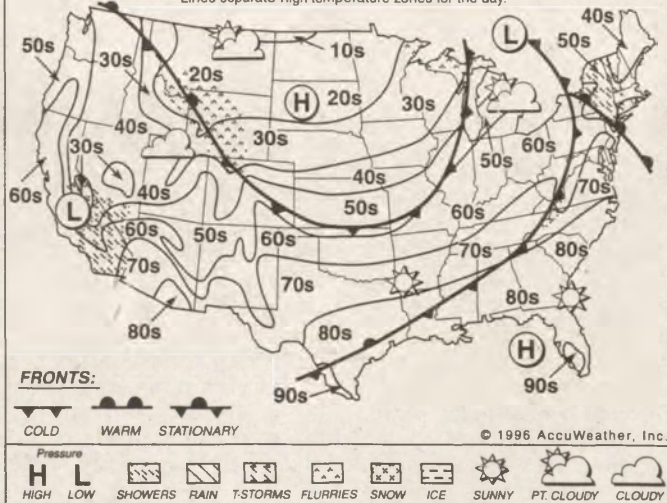 Lines separate high temperature zones for the day.
50s 30s 20s 10s L 40s
50s
H 20s 30s
40s 30s 50s 60s
30s
60s 40s 40s 70s
L 50s 60s
60s 50s 60s 70s 80s
70s 70s 80s
80s 80s
H
90s 90s
FRONTS:
COLD WARM STATIONARY
© 1996 AccuWeather, Inc.
Pressure
H L
HIGH LOW SHOWERS RAIN T-STORMS FLURRIES SNOW ICE SUNNY PT. CLOUDY CLOUDY